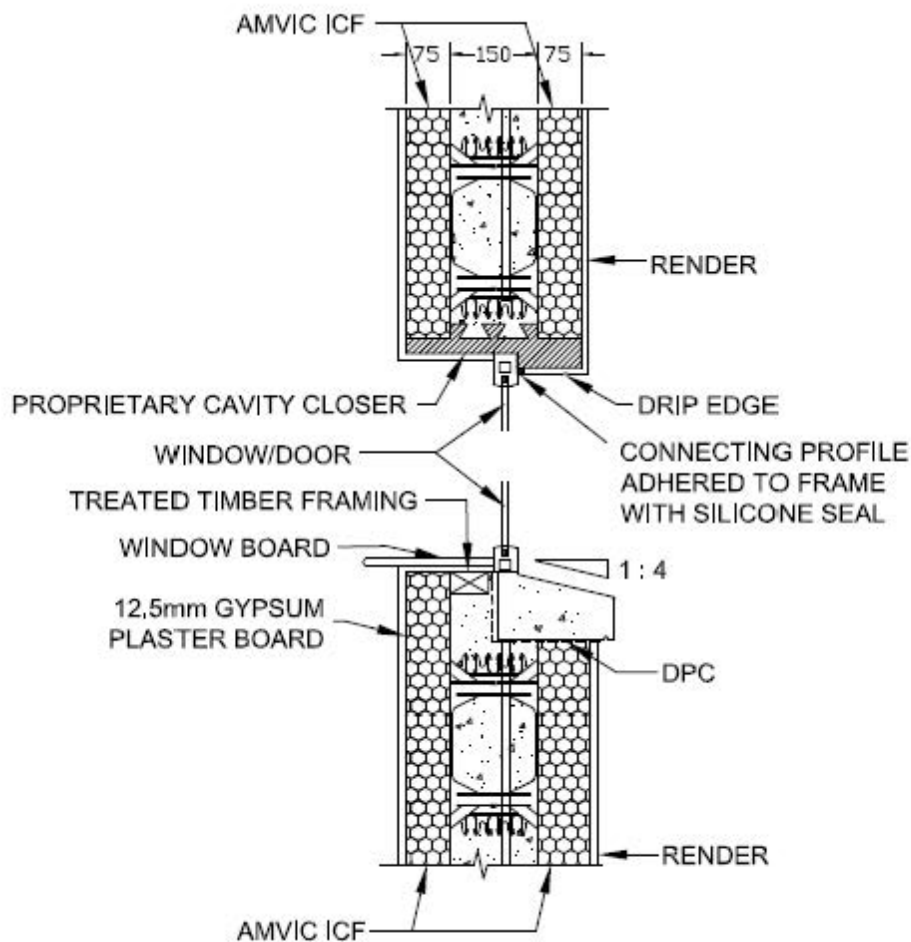 AMVIC ICF
75 150 75
RENDER
PROPRIETARY CAVITY CLOSER
DRIP EDGE
WINDOW/DOOR
CONNECTING PROFILE
ADHERED TO FRAME
WITH SILICONE SEAL
TREATED TIMBER FRAMING
WINDOW BOARD
1 : 4
12,5mm GYPSUM
PLASTER BOARD
DPC
RENDER
AMVIC ICF